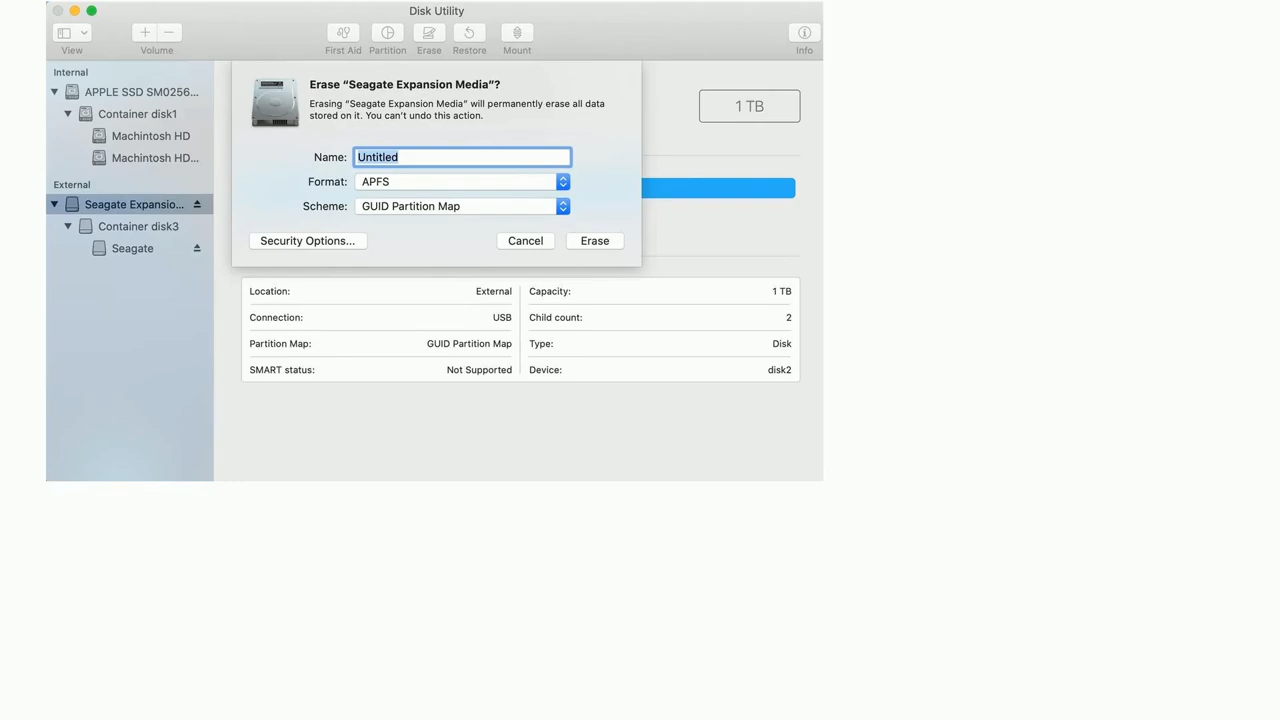 Disk Utility
View
Volume
First Aid
Partition
Erase
Restore
Mount
Info
Internal
APPLE SSD SM0256...
Container disk1
Machintosh HD
Machintosh HD...
External
Seagate Expansio...
Container disk3
Seagate
Erase “Seagate Expansion Media”?
Erasing “Seagate Expansion Media” will permanently erase all data
stored on it. You can’t undo this action.
Name: Untitled
Format: APFS
Scheme: GUID Partition Map
Security Options...
Cancel
Erase
1 TB
Location: External
Capacity: 1 TB
Connection: USB
Child count: 2
Partition Map: GUID Partition Map
Type: Disk
SMART status: Not Supported
Device: disk2